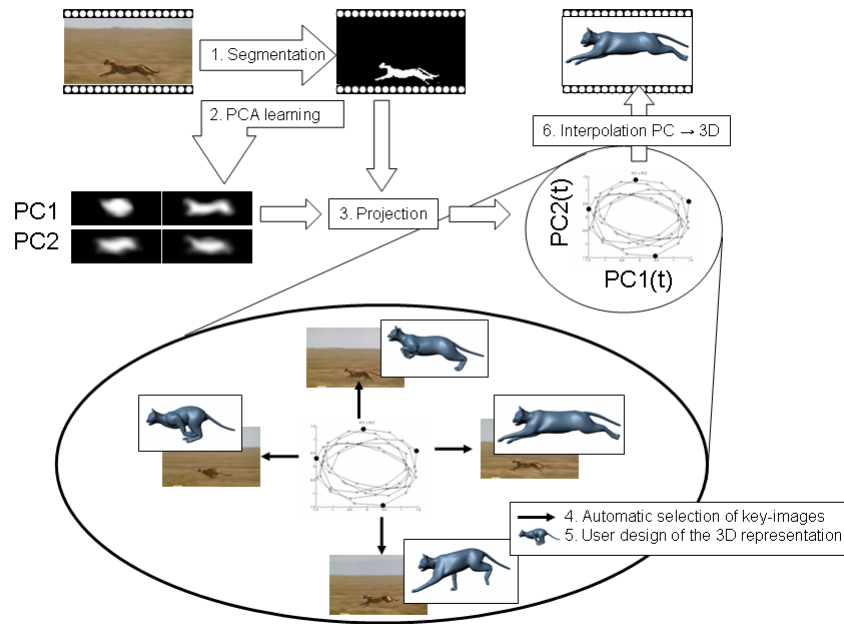 1. Segmentation
2. PCA learning
6. Interpolation PC → 3D
PC1
PC2
3. Projection
PC2(t)
PC1(t)
4. Automatic selection of key-images
5. User design of the 3D representation